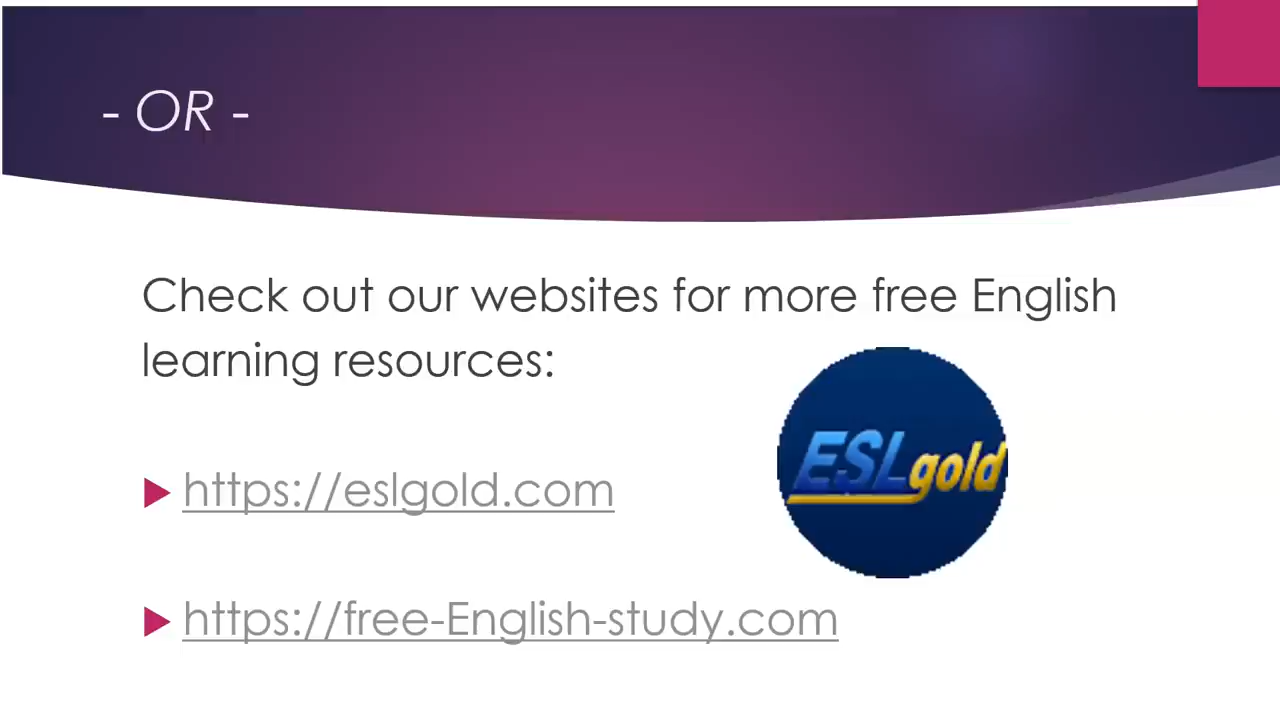 - OR -
Check out our websites for more free English
learning resources:
https://eslgold.com
ESLgold
https://free-English-study.com